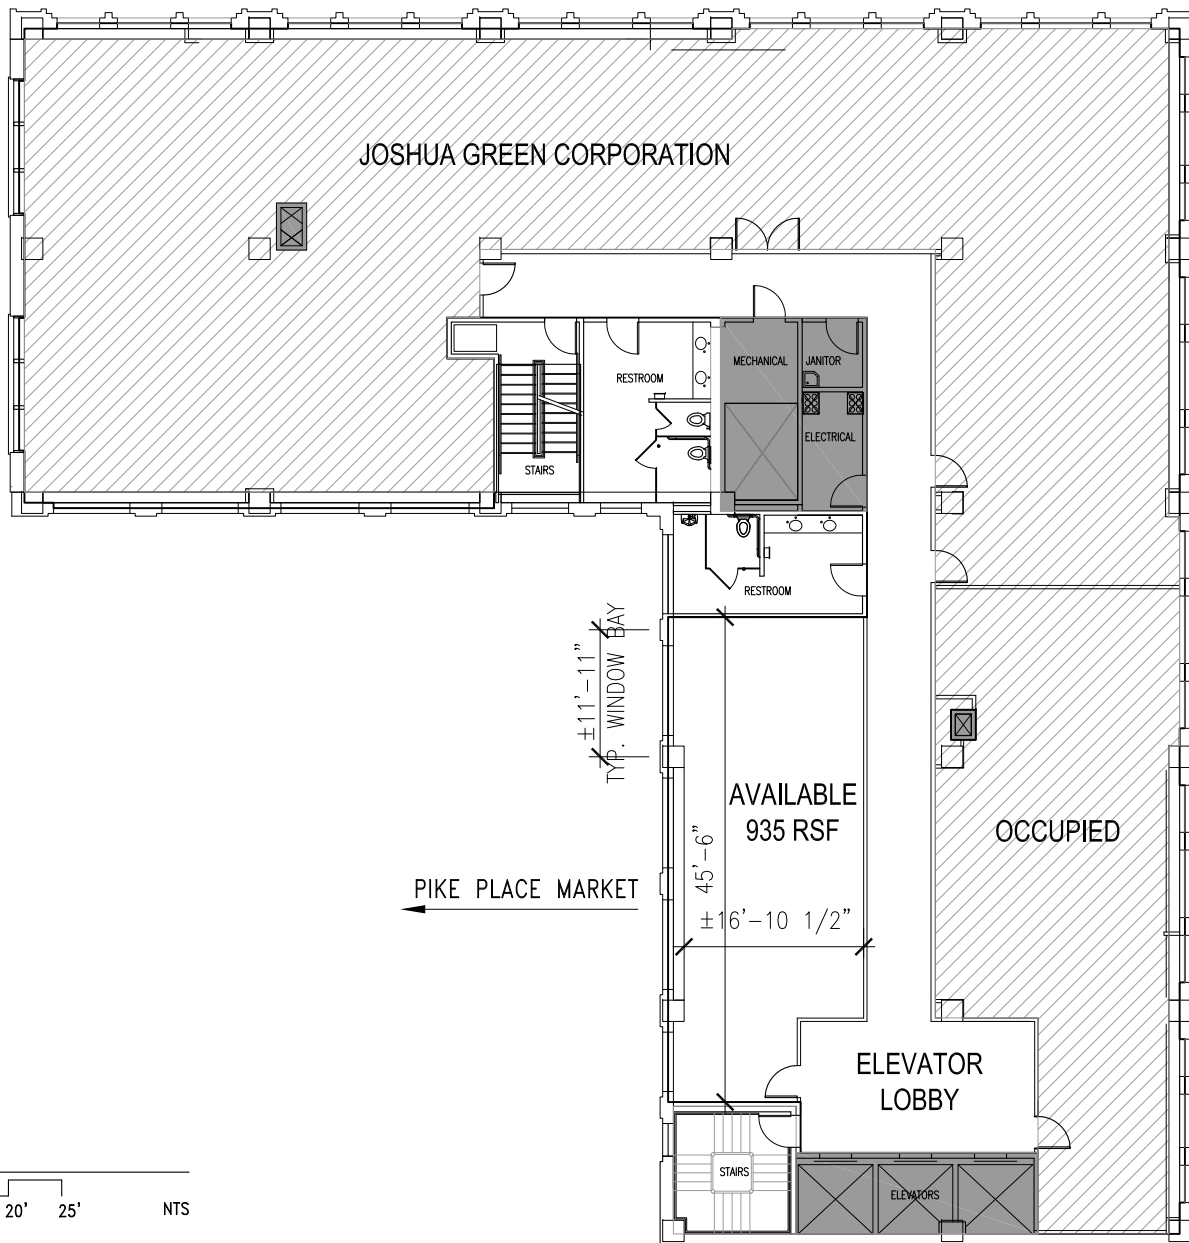 JOSHUA GREEN CORPORATION
MECHANICAL
JANITOR
RESTROOM
ELECTRICAL
STAIRS
RESTROOM
±11'-11"
TYP. WINDOW BAY
AVAILABLE
935 RSF
OCCUPIED
45'-6"
PIKE PLACE MARKET
±16'-10 1/2"
ELEVATOR
LOBBY
STAIRS
ELEVATORS
20' 25' NTS